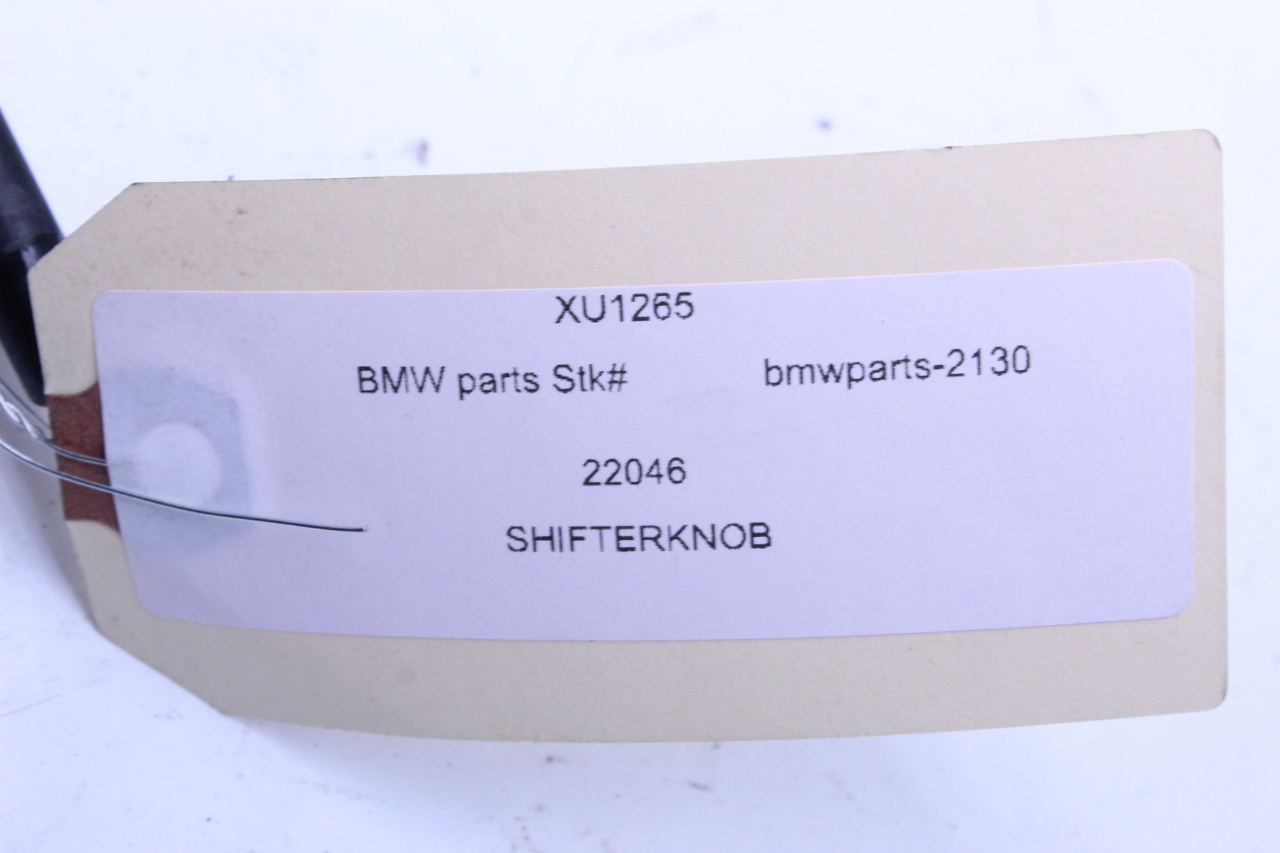 XU1265
BMW parts Stk# bmwparts-2130
22046
SHIFTERKNOB